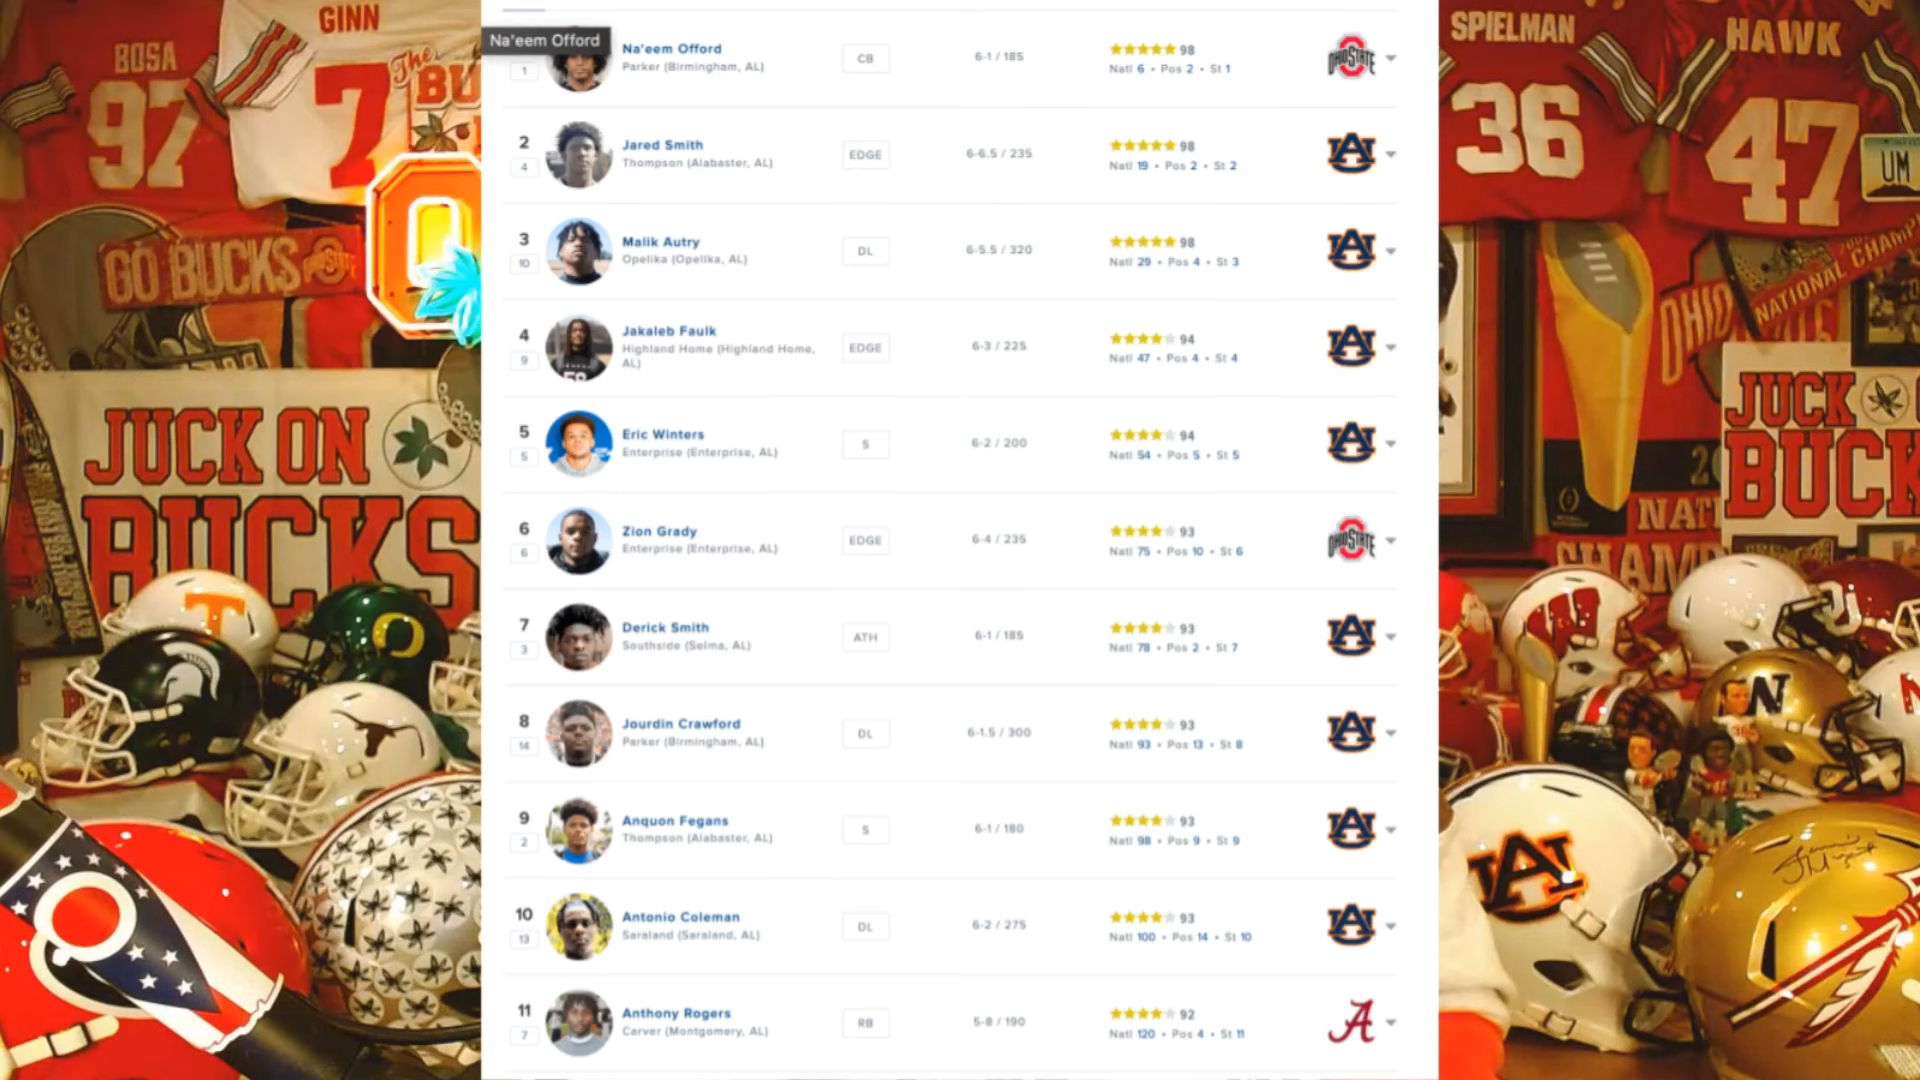 BOSA
97
GINN
7
The
BU
GO BUCKS
JUCK ON
BUCKS
Na'eem Offord
1
Na'eem Offord
Parker (Birmingham, AL)
CB
6-1 / 185
98
Natl 6 • Pos 2 • St 1
OHIO STATE
2
4
Jared Smith
Thompson (Alabaster, AL)
EDGE
6-6.5 / 235
98
Natl 19 • Pos 2 • St 2
3
10
Malik Autry
Opelika (Opelika, AL)
DL
6-5.5 / 320
98
Natl 29 • Pos 4 • St 3
4
9
Jakaleb Faulk
Highland Home (Highland Home,
AL)
EDGE
6-3 / 225
94
Natl 47 • Pos 4 • St 4
5
5
Eric Winters
Enterprise (Enterprise, AL)
S
6-2 / 200
94
Natl 54 • Pos 5 • St 5
6
6
Zion Grady
Enterprise (Enterprise, AL)
EDGE
6-4 / 235
93
Natl 75 • Pos 10 • St 6
OHIO STATE
7
3
Derick Smith
Southside (Selma, AL)
ATH
6-1 / 185
93
Natl 78 • Pos 2 • St 7
8
14
Jourdin Crawford
Parker (Birmingham, AL)
DL
6-1.5 / 300
93
Natl 93 • Pos 13 • St 8
9
2
Anquon Fegans
Thompson (Alabaster, AL)
S
6-1 / 180
93
Natl 98 • Pos 9 • St 9
10
13
Antonio Coleman
Saraland (Saraland, AL)
DL
6-2 / 275
93
Natl 100 • Pos 14 • St 10
11
7
Anthony Rogers
Carver (Montgomery, AL)
RB
5-8 / 190
92
Natl 120 • Pos 4 • St 11
SPIELMAN
36
HAWK
47
UM
OHIO
NATIONAL CHAMP
JUCK
BUCK
NAT
CHAM